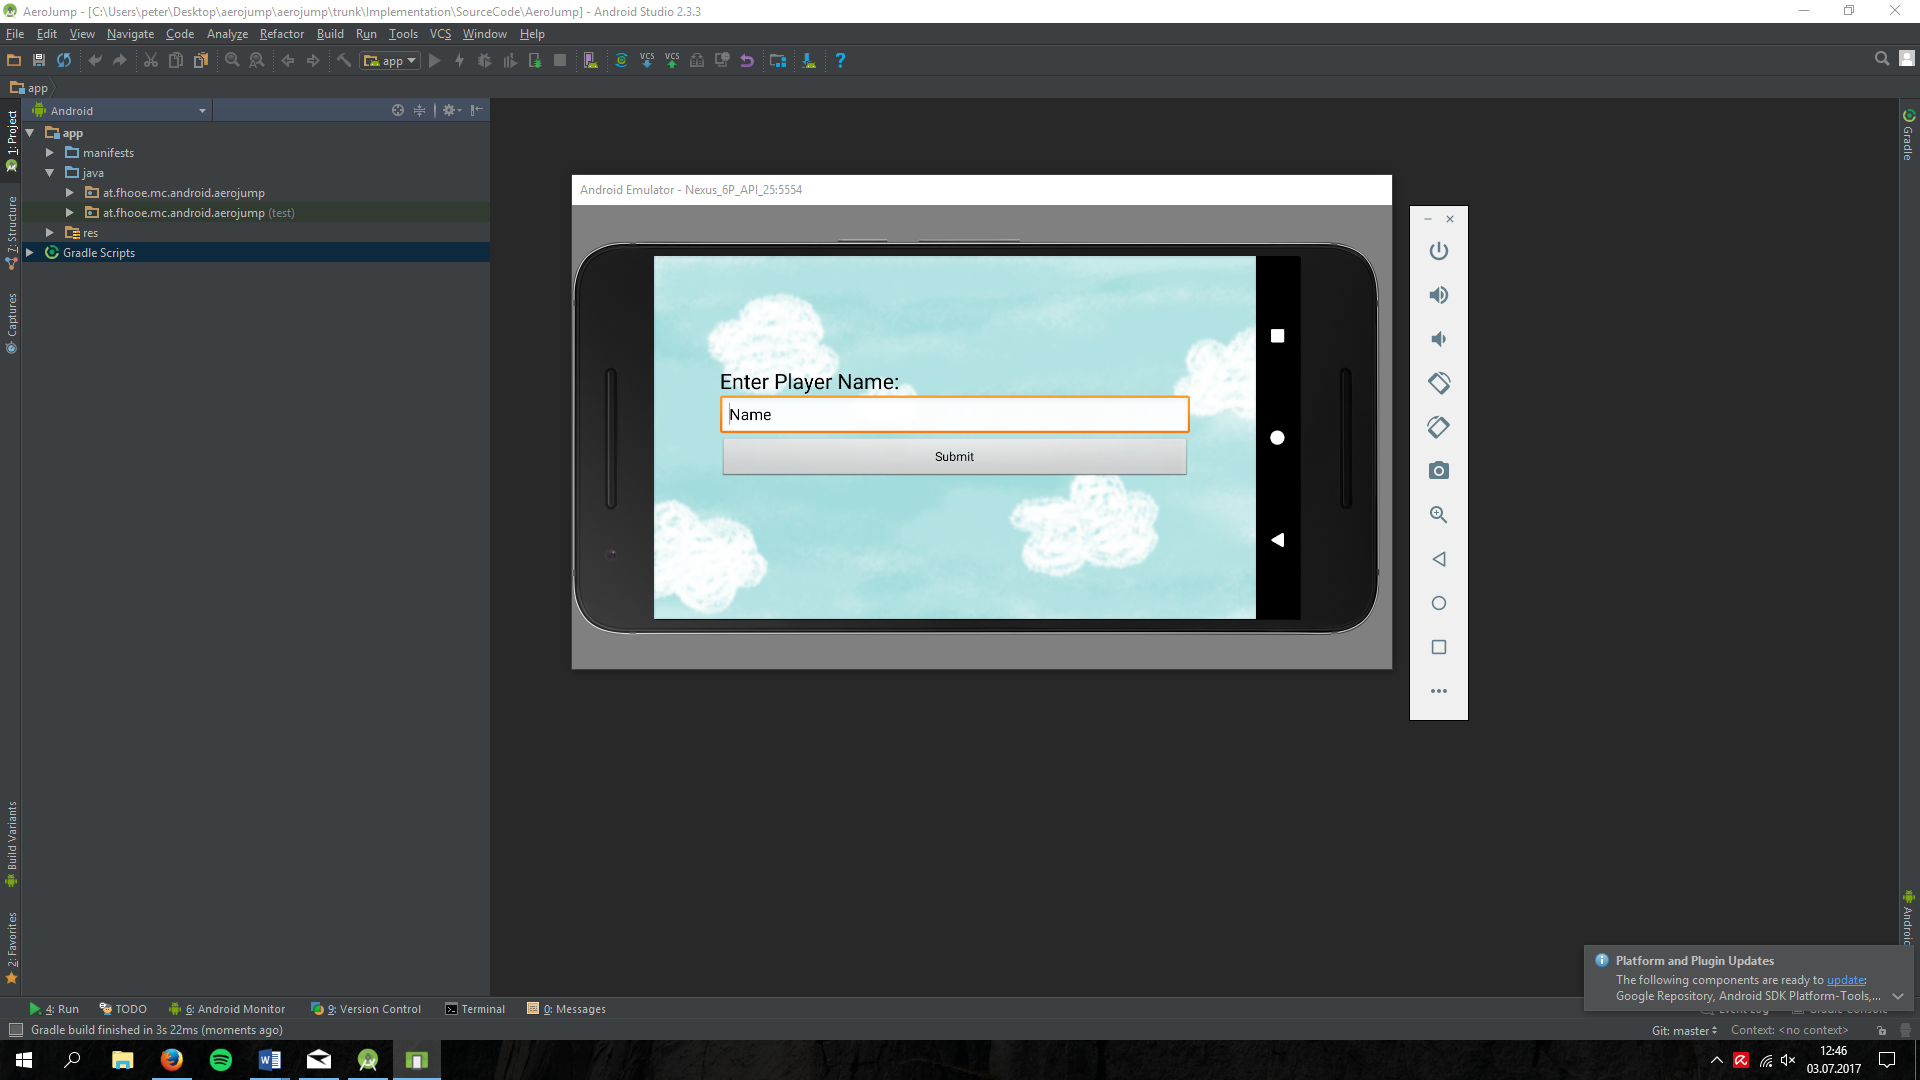 AeroJump - [C:\Users\peter\Desktop\aerojump\aerojump\trunk\Implementation\SourceCode\AeroJump] - Android Studio 2.3.3
File Edit View Navigate Code Analyze Refactor Build Run Tools VCS Window Help
app
VCS VCS
app
Android
app
manifests
java
at.fhooe.mc.android.aerojump
at.fhooe.mc.android.aerojump (test)
res
Gradle Scripts
1: Project
7: Structure
Captures
Build Variants
2: Favorites
Android Emulator - Nexus_6P_API_25:5554
Enter Player Name:
Name
Submit
Gradle
Android
Platform and Plugin Updates
The following components are ready to update:
Google Repository, Android SDK Platform-Tools,...
4: Run TODO 6: Android Monitor 9: Version Control Terminal 0: Messages Event Log Gradle Console
Gradle build finished in 3s 22ms (moments ago)
Git: master Context: <no context>
12:46
03.07.2017